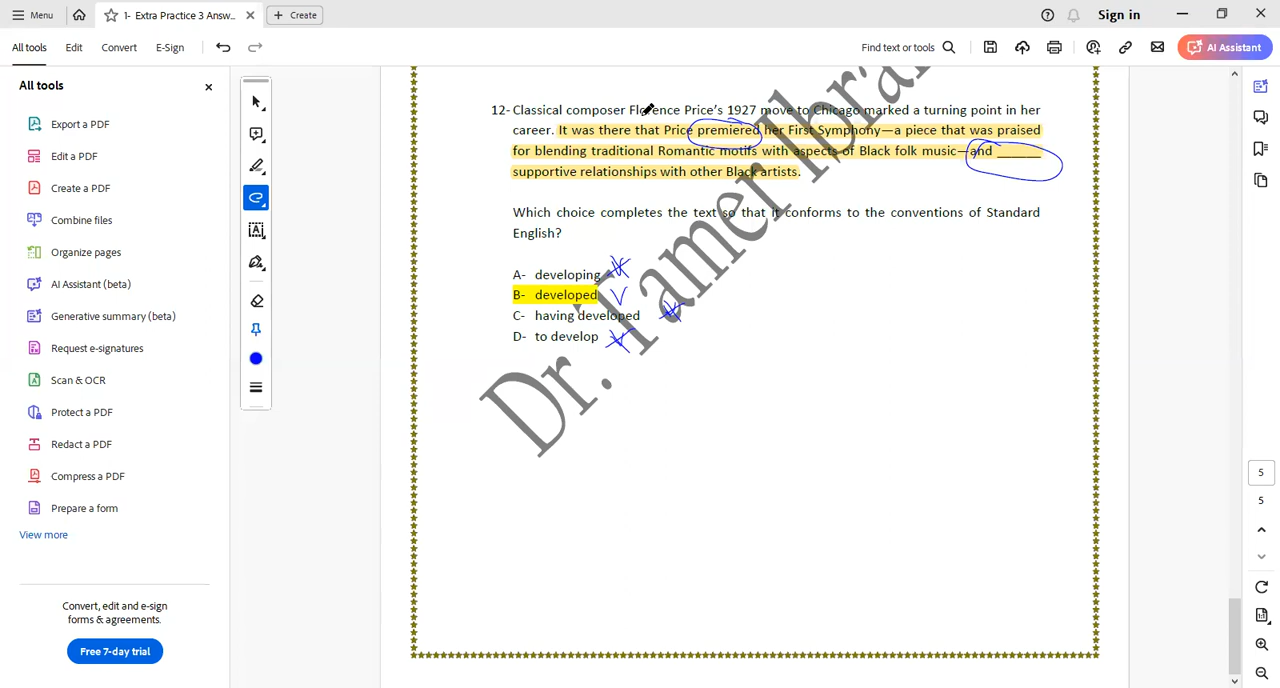 Menu
1- Extra Practice 3 Answ...
Create
Sign in
All tools
Edit
Convert
E-Sign
Find text or tools
AI Assistant
All tools
Export a PDF
Edit a PDF
Create a PDF
Combine files
Organize pages
AI Assistant (beta)
Generative summary (beta)
Request e-signatures
Scan & OCR
Protect a PDF
Redact a PDF
Compress a PDF
Prepare a form
View more
Convert, edit and e-sign
forms & agreements.
Free 7-day trial
12- Classical composer Florence Price's 1927 move to Chicago marked a turning point in her
career. It was there that Price premiered her First Symphony—a piece that was praised
for blending traditional Romantic motifs with aspects of Black folk music—and ______
supportive relationships with other Black artists.
Which choice completes the text so that it conforms to the conventions of Standard
English?
A- developing
B- developed
C- having developed
D- to develop
Dr. Tamer Ibra
5
5